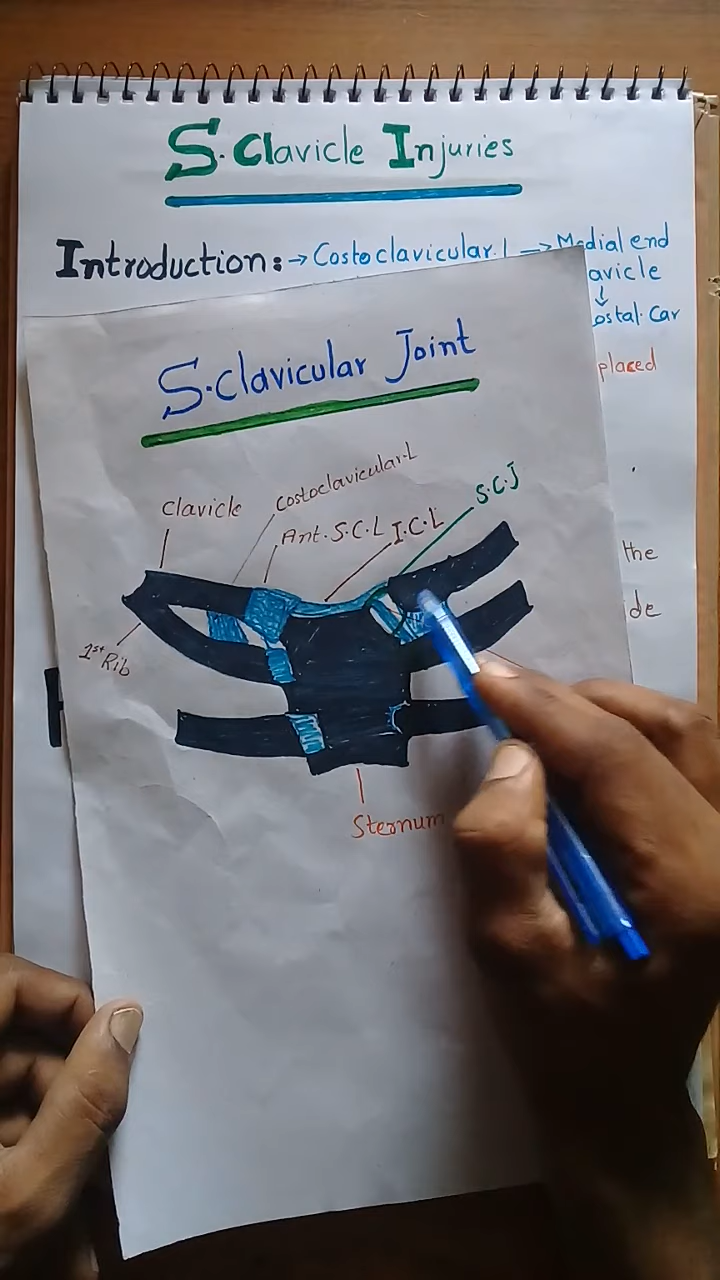 S.Clavicle Injuries
Introduction:→Costoclavicular.L→Medial end
avicle
↓
ostal.Car
placed
S.Clavicular Joint
the
ide
Clavicle
Costoclavicular-L
Ant.S.C.L
I.C.L
S.C.J
1st Rib
Sternum